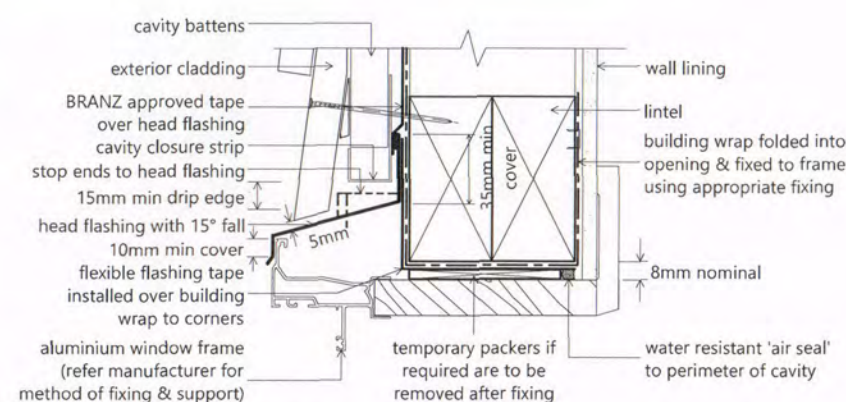 cavity battens
exterior cladding
BRANZ approved tape
over head flashing
cavity closure strip
stop ends to head flashing
15mm min drip edge
head flashing with 15° fall
10mm min cover
flexible flashing tape
installed over building
wrap to corners
aluminium window frame
(refer manufacturer for
method of fixing & support)
5mm
35mm min
cover
temporary packers if
required are to be
removed after fixing
wall lining
lintel
building wrap folded into
opening & fixed to frame
using appropriate fixing
8mm nominal
water resistant 'air seal'
to perimeter of cavity